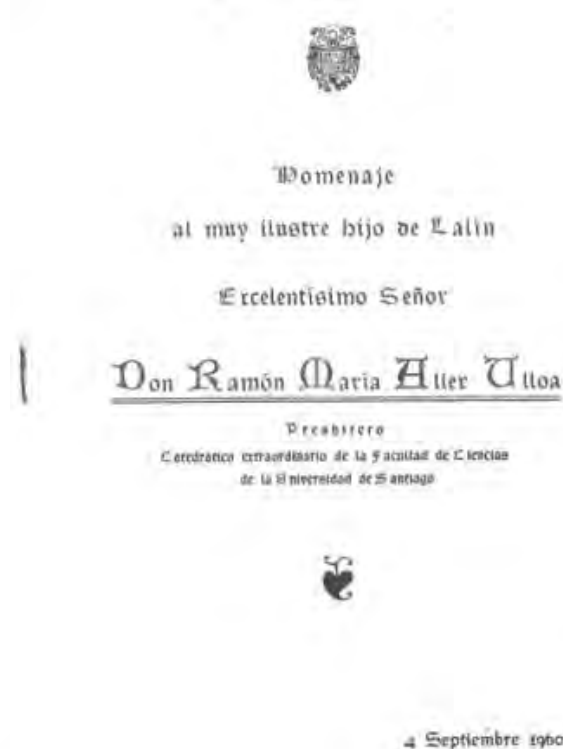 Homenaje
al muy ilustre hijo de Lalín
Excelentísimo Señor
Don Ramón María Aller Ulloa
Presbítero
Catedrático extraordinario de la Facultad de Ciencias
de la Universidad de Santiago
4 Septiembre 1960